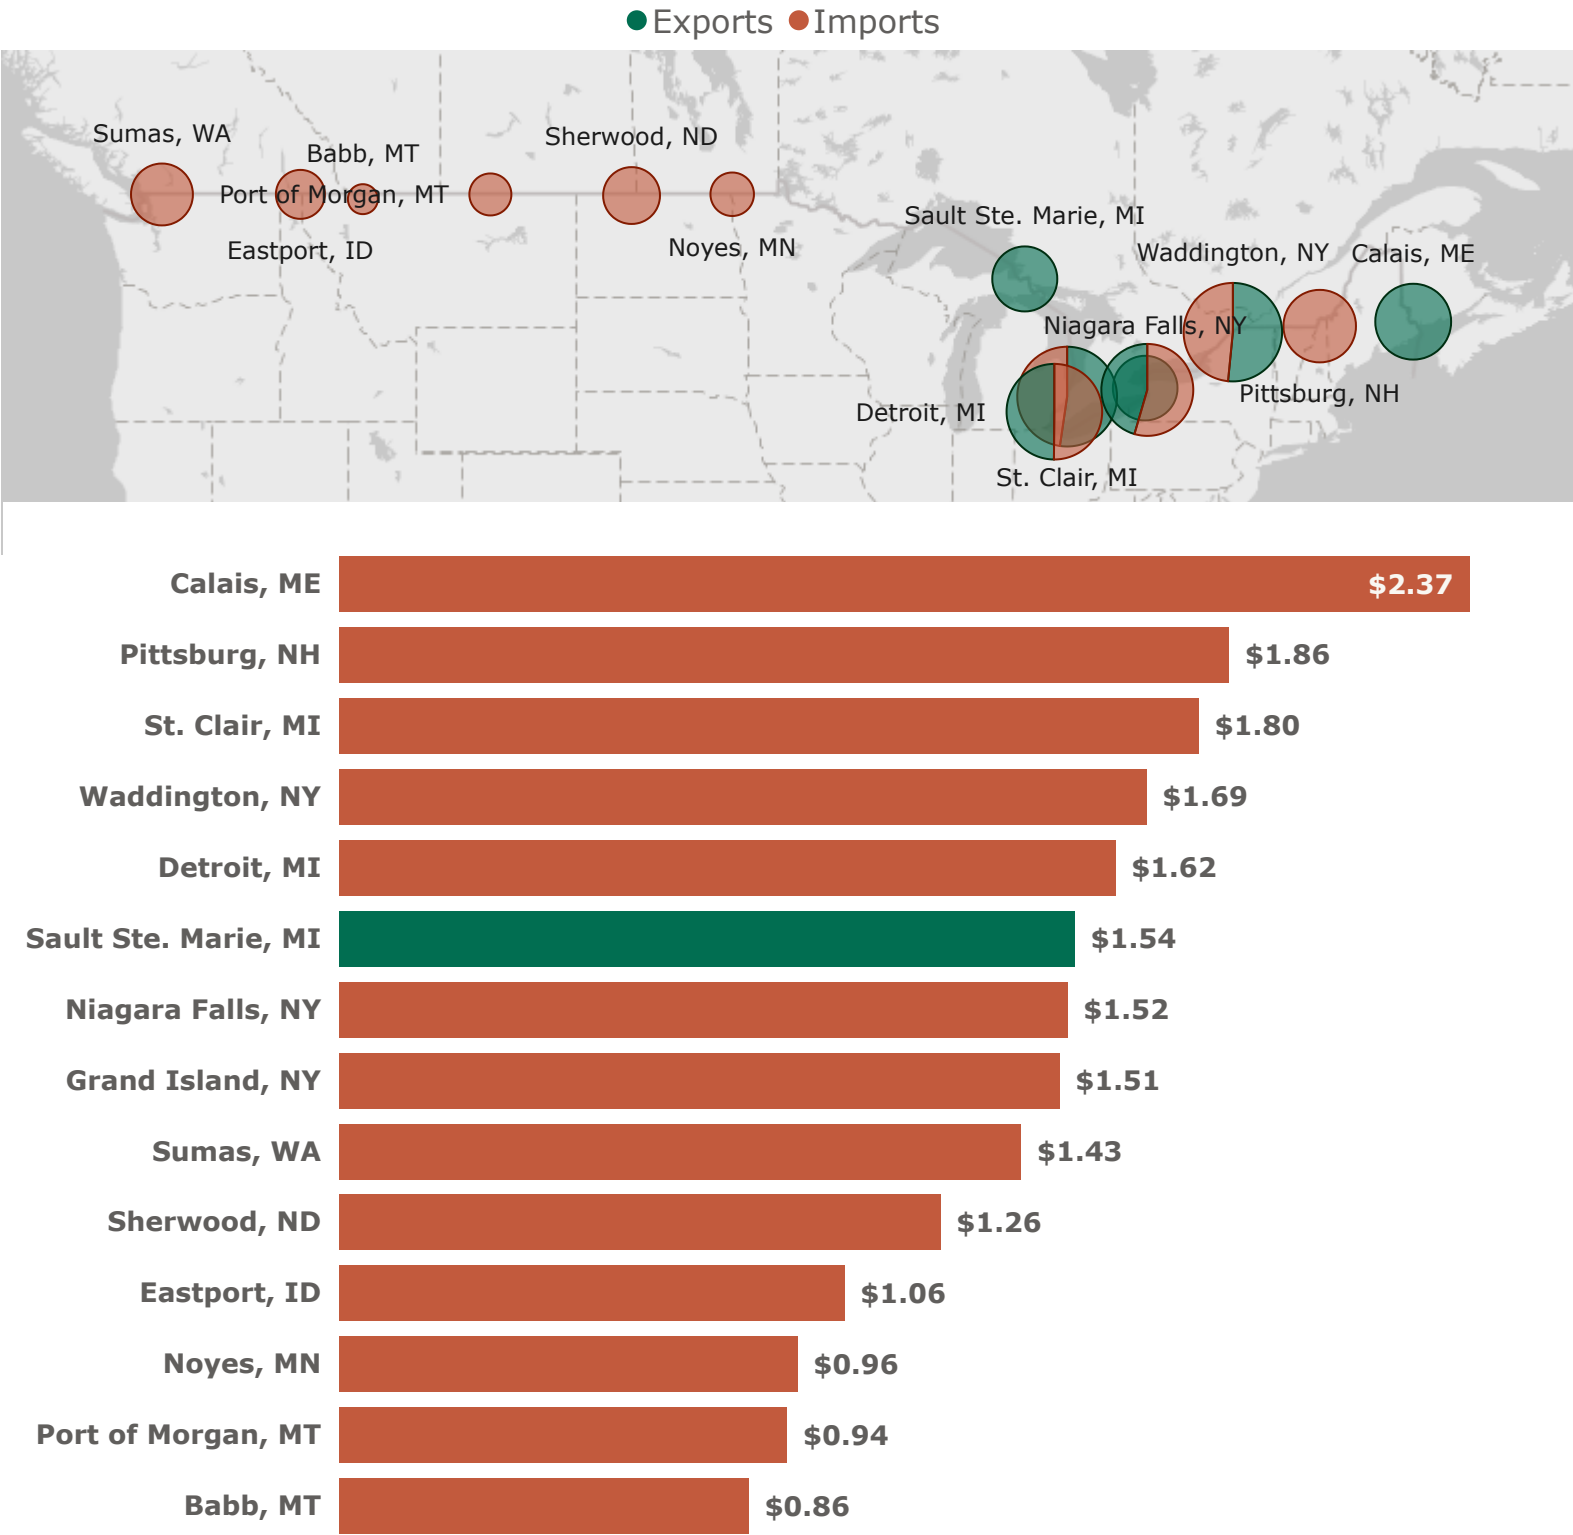 Exports Imports
Sumas, WA
Sherwood, ND
Babb, MT
Port of Morgan, MT
Sault Ste. Marie, MI
Eastport, ID
Noyes, MN
Waddington, NY
Calais, ME
Niagara Falls, NY
Pittsburg, NH
Detroit, MI
St. Clair, MI
Calais, ME $2.37
Pittsburg, NH $1.86
St. Clair, MI $1.80
Waddington, NY $1.69
Detroit, MI $1.62
Sault Ste. Marie, MI $1.54
Niagara Falls, NY $1.52
Grand Island, NY $1.51
Sumas, WA $1.43
Sherwood, ND $1.26
Eastport, ID $1.06
Noyes, MN $0.96
Port of Morgan, MT $0.94
Babb, MT $0.86